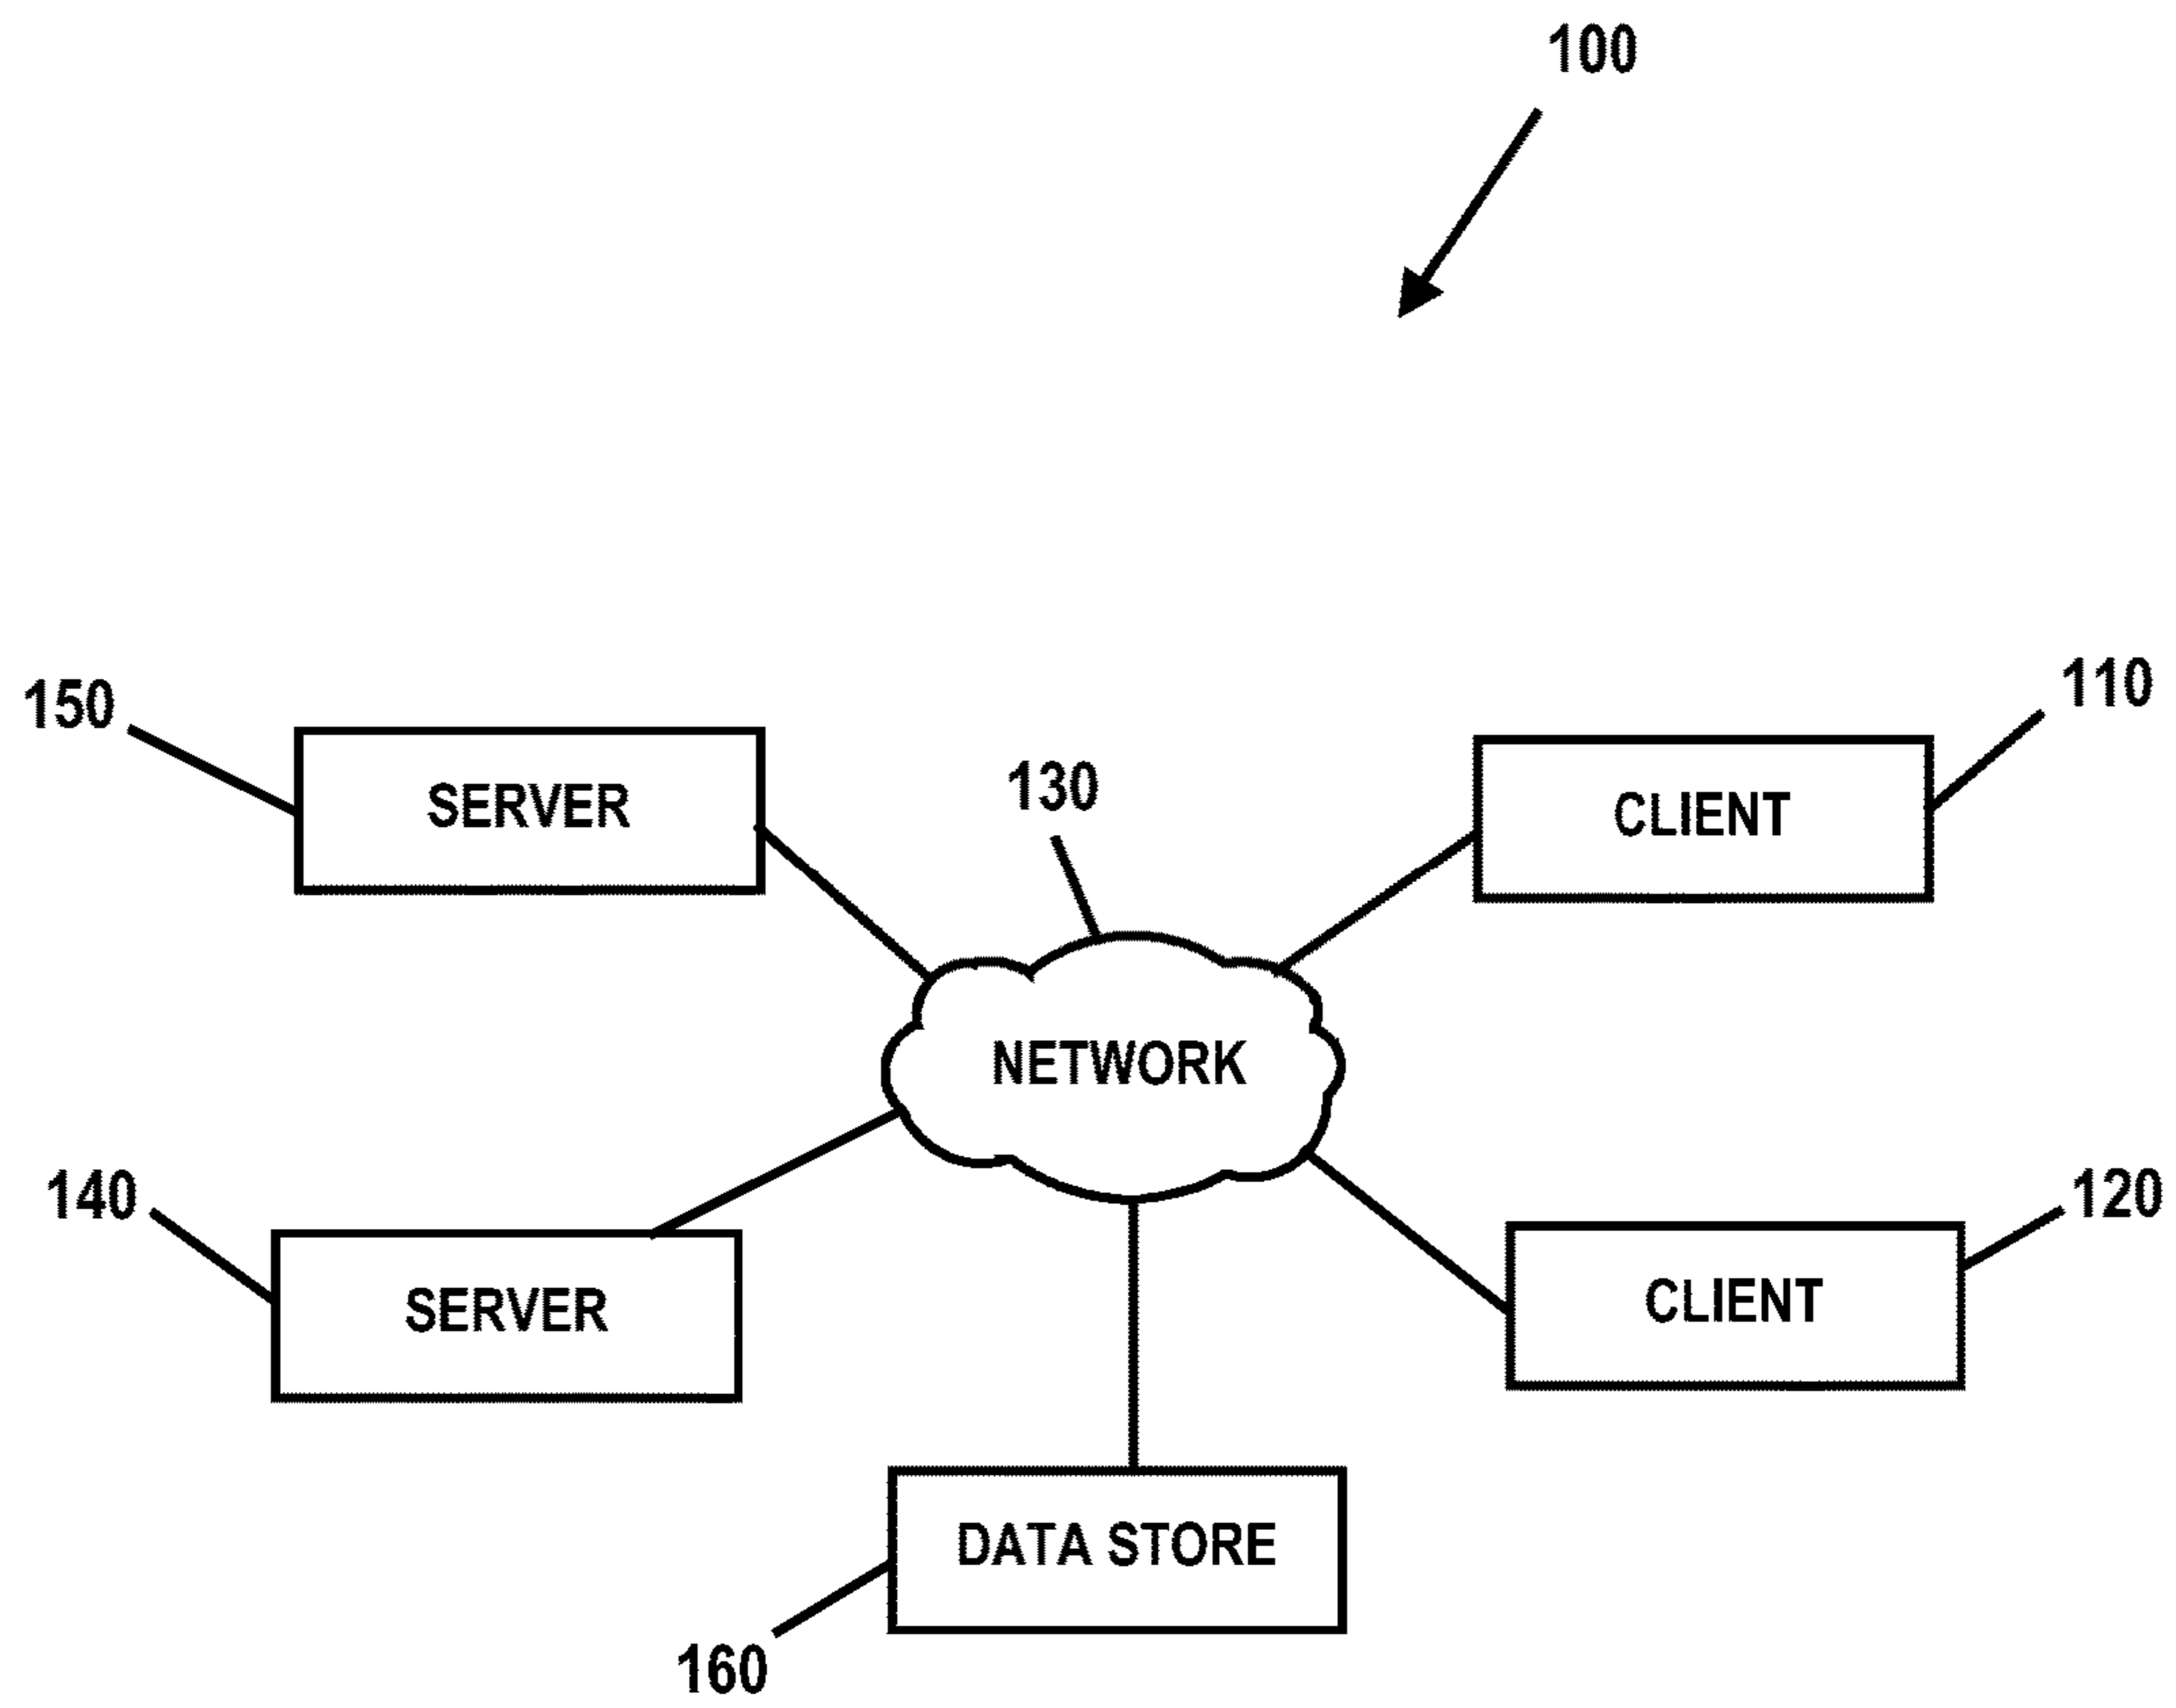 100
150
110
SERVER
130
CLIENT
NETWORK
140
120
SERVER
CLIENT
DATA STORE
160